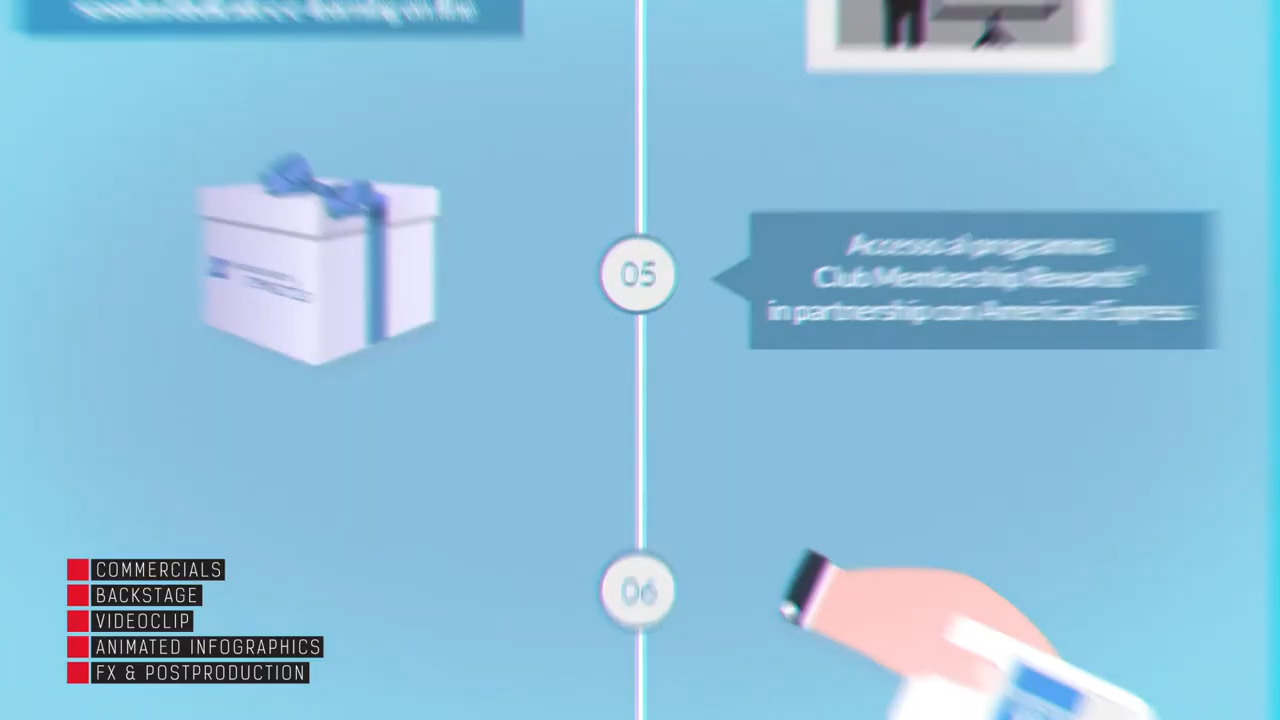 05
Accesso al programma
Club Membership Rewards®
in partnership con American Express
06
COMMERCIALS
BACKSTAGE
VIDEOCLIP
ANIMATED INFOGRAPHICS
FX & POSTPRODUCTION